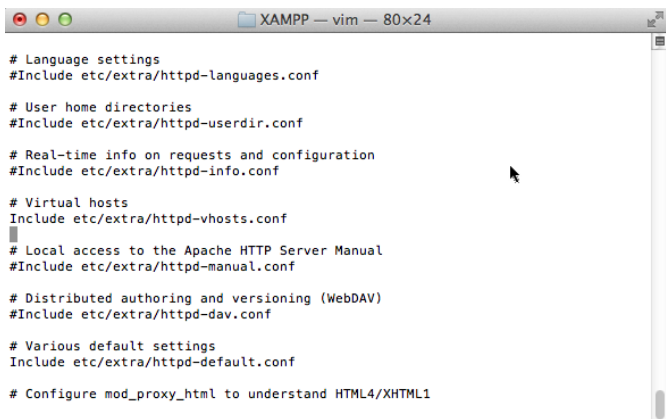 XAMPP — vim — 80×24
# Language settings
#Include etc/extra/httpd-languages.conf
# User home directories
#Include etc/extra/httpd-userdir.conf
# Real-time info on requests and configuration
#Include etc/extra/httpd-info.conf
# Virtual hosts
Include etc/extra/httpd-vhosts.conf
# Local access to the Apache HTTP Server Manual
#Include etc/extra/httpd-manual.conf
# Distributed authoring and versioning (WebDAV)
#Include etc/extra/httpd-dav.conf
# Various default settings
Include etc/extra/httpd-default.conf
# Configure mod_proxy_html to understand HTML4/XHTML1